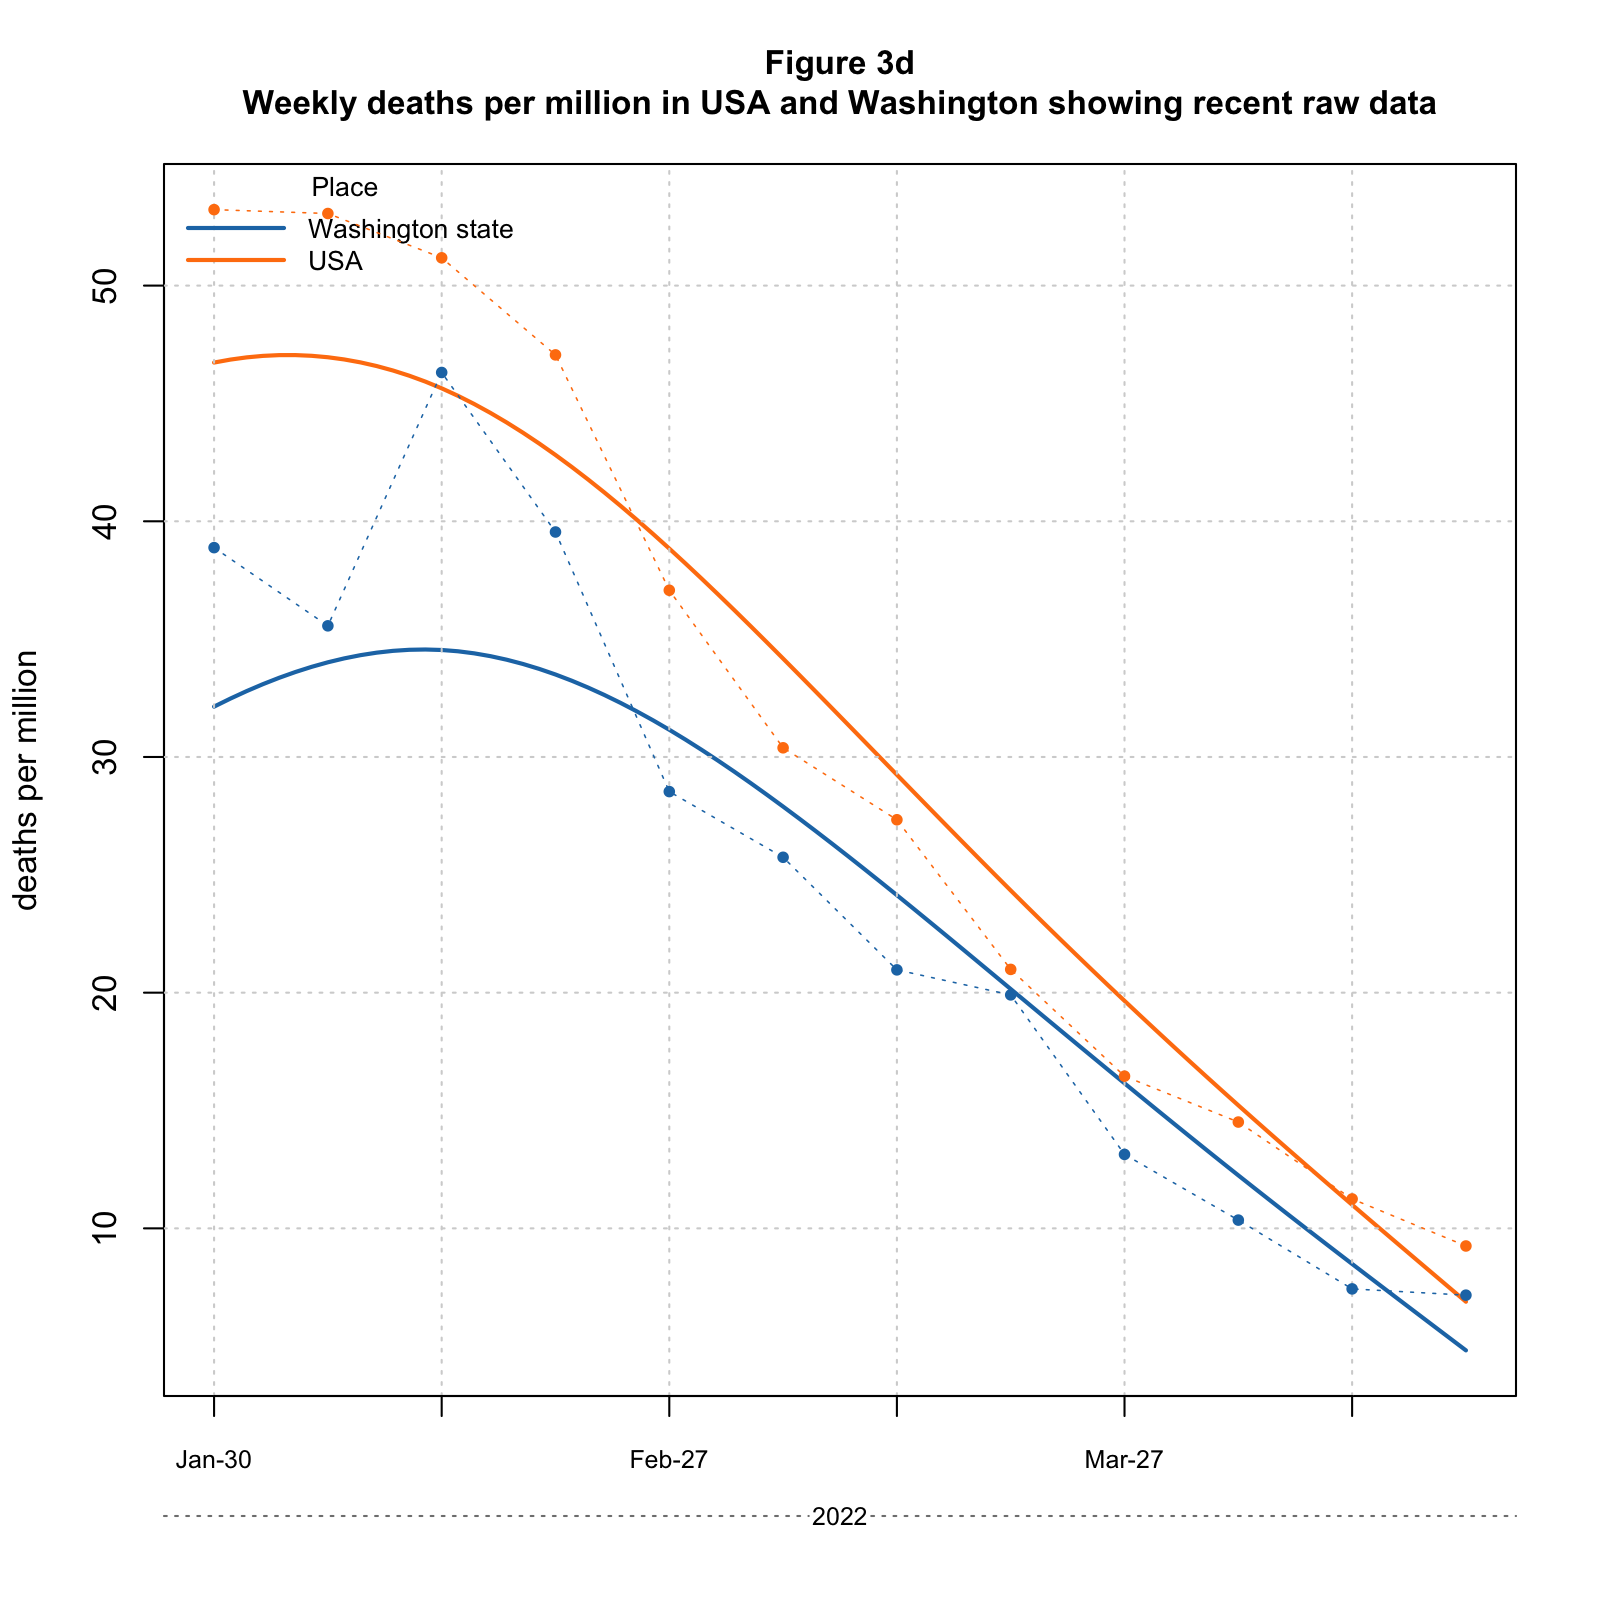 Figure 3d
Weekly deaths per million in USA and Washington showing recent raw data
Place
Washington state
USA
deaths per million
50
40
30
20
10
Jan-30 Feb-27 Mar-27
2022